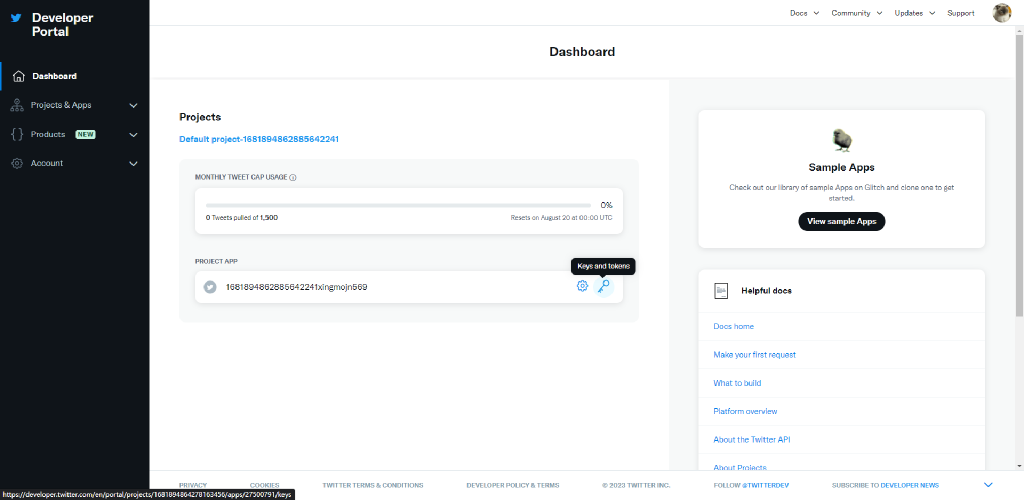 Developer
Portal
Docs
Community
Updates
Support
Dashboard
Dashboard
Projects & Apps
Products NEW
Account
Projects
Default project-1681894862885642241
MONTHLY TWEET CAP USAGE
0%
0 Tweets pulled of 1,500
Resets on August 20 at 00:00 UTC
PROJECT APP
Keys and tokens
1681894862885642241xingmojn569
Sample Apps
Check out our library of sample Apps on Glitch and clone one to get
started.
View sample Apps
Helpful docs
Docs home
Make your first request
What to build
Platform overview
About the Twitter API
About Projects
PRIVACY
COOKIES
TWITTER TERMS & CONDITIONS
DEVELOPER POLICY & TERMS
© 2023 TWITTER INC.
FOLLOW @TWITTERDEV
SUBSCRIBE TO DEVELOPER NEWS
https://developer.twitter.com/en/portal/projects/1681894864278163456/apps/27500791/keys